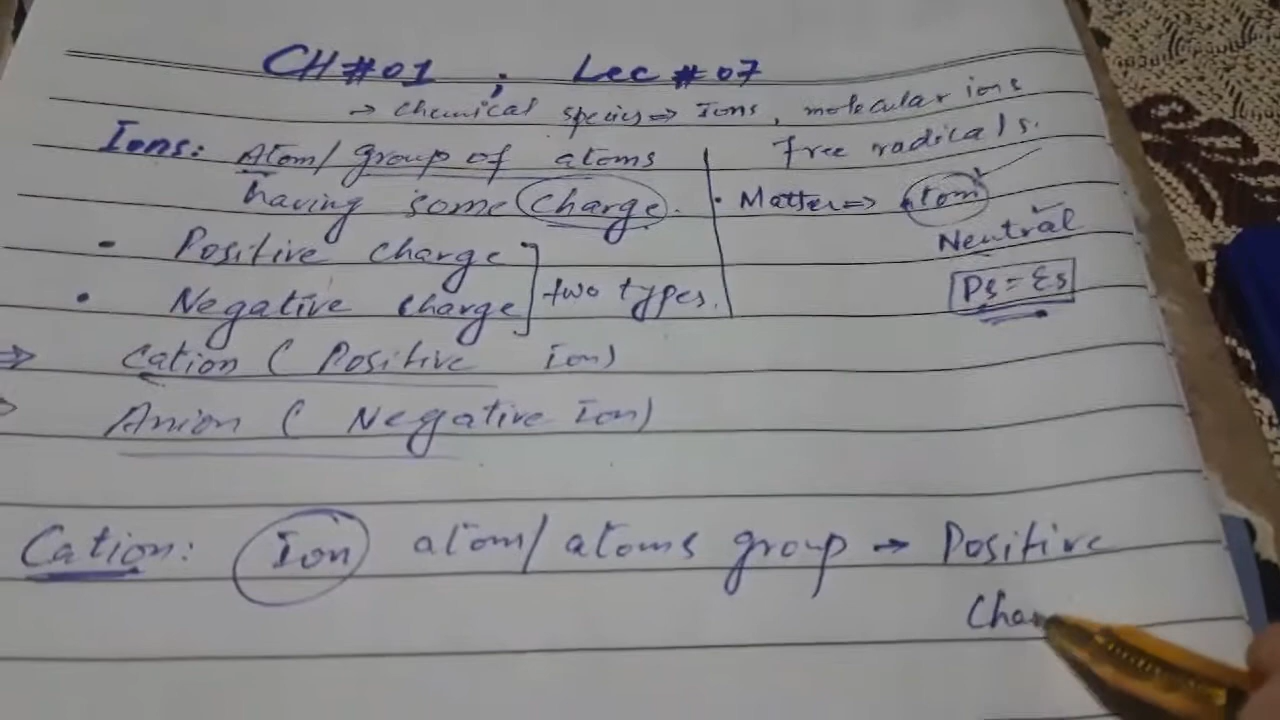 CH#01 ; Lec #07
→ Chemical species ⇒ Ions, molecular ions
Free radicals.
Ions: Atom/ group of atoms
having some charge.
• Matter ⇒ Atom
Neutral
Ps = Es
• Positive charge
• Negative charge
two types.
⇒ Cation ( Positive Ion)
Anion ( Negative Ion)
Cation: Ion atom/ atoms group → Positive
Cha